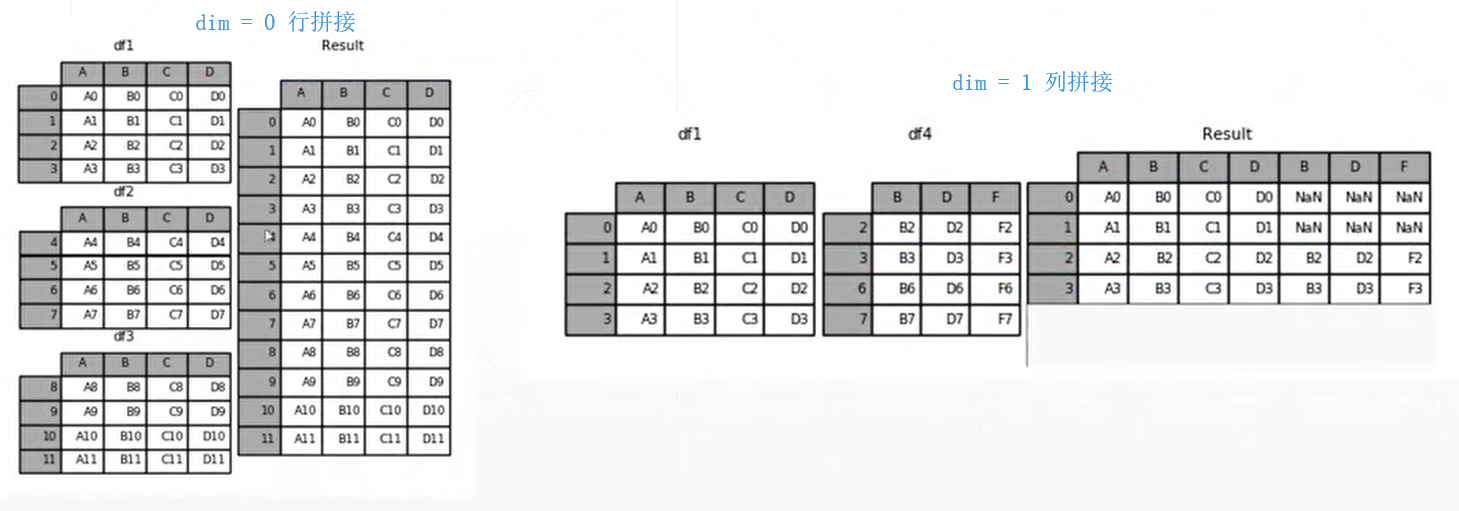 dim = 0 行拼接
df1
A B C D
0 A0 B0 C0 D0
1 A1 B1 C1 D1
2 A2 B2 C2 D2
3 A3 B3 C3 D3
df2
A B C D
4 A4 B4 C4 D4
5 A5 B5 C5 D5
6 A6 B6 C6 D6
7 A7 B7 C7 D7
df3
A B C D
8 A8 B8 C8 D8
9 A9 B9 C9 D9
10 A10 B10 C10 D10
11 A11 B11 C11 D11
Result
A B C D
0 A0 B0 C0 D0
1 A1 B1 C1 D1
2 A2 B2 C2 D2
3 A3 B3 C3 D3
4 A4 B4 C4 D4
5 A5 B5 C5 D5
6 A6 B6 C6 D6
7 A7 B7 C7 D7
8 A8 B8 C8 D8
9 A9 B9 C9 D9
10 A10 B10 C10 D10
11 A11 B11 C11 D11
dim = 1 列拼接
df1
A B C D
0 A0 B0 C0 D0
1 A1 B1 C1 D1
2 A2 B2 C2 D2
3 A3 B3 C3 D3
df4
B D F
2 B2 D2 F2
3 B3 D3 F3
6 B6 D6 F6
7 B7 D7 F7
Result
A B C D B D F
0 A0 B0 C0 D0 NaN NaN NaN
1 A1 B1 C1 D1 NaN NaN NaN
2 A2 B2 C2 D2 B2 D2 F2
3 A3 B3 C3 D3 B3 D3 F3